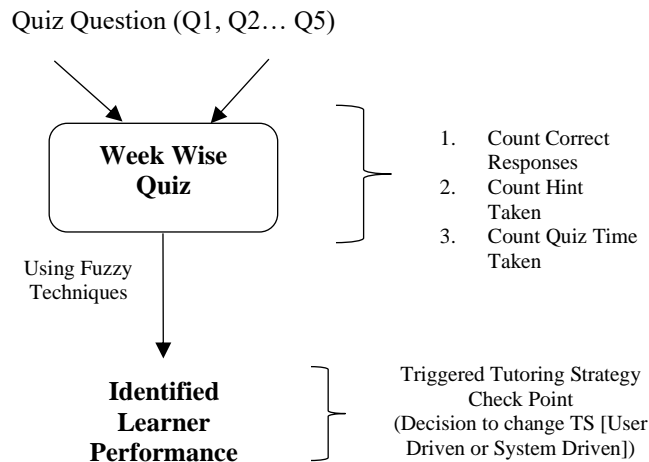 Quiz Question (Q1, Q2… Q5)
Week Wise
Quiz
1. Count Correct
Responses
2. Count Hint
Taken
3. Count Quiz Time
Taken
Using Fuzzy
Techniques
Identified
Learner
Performance
Triggered Tutoring Strategy
Check Point
(Decision to change TS [User
Driven or System Driven])